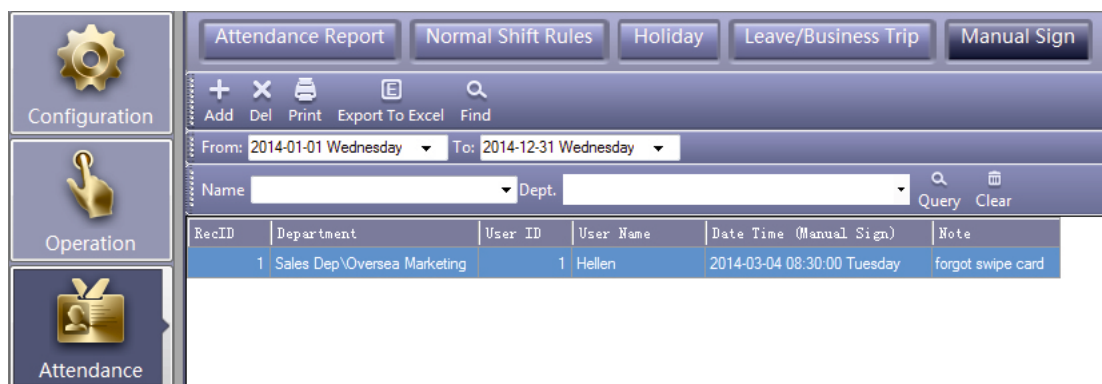 Configuration
Operation
Attendance
Attendance Report Normal Shift Rules Holiday Leave/Business Trip Manual Sign
Add Del Print Export To Excel Find
From: 2014-01-01 Wednesday To: 2014-12-31 Wednesday
Name Dept. Query Clear
RecID Department User ID User Name Date Time (Manual Sign) Note
1 Sales Dep\Oversea Marketing 1 Hellen 2014-03-04 08:30:00 Tuesday forgot swipe card